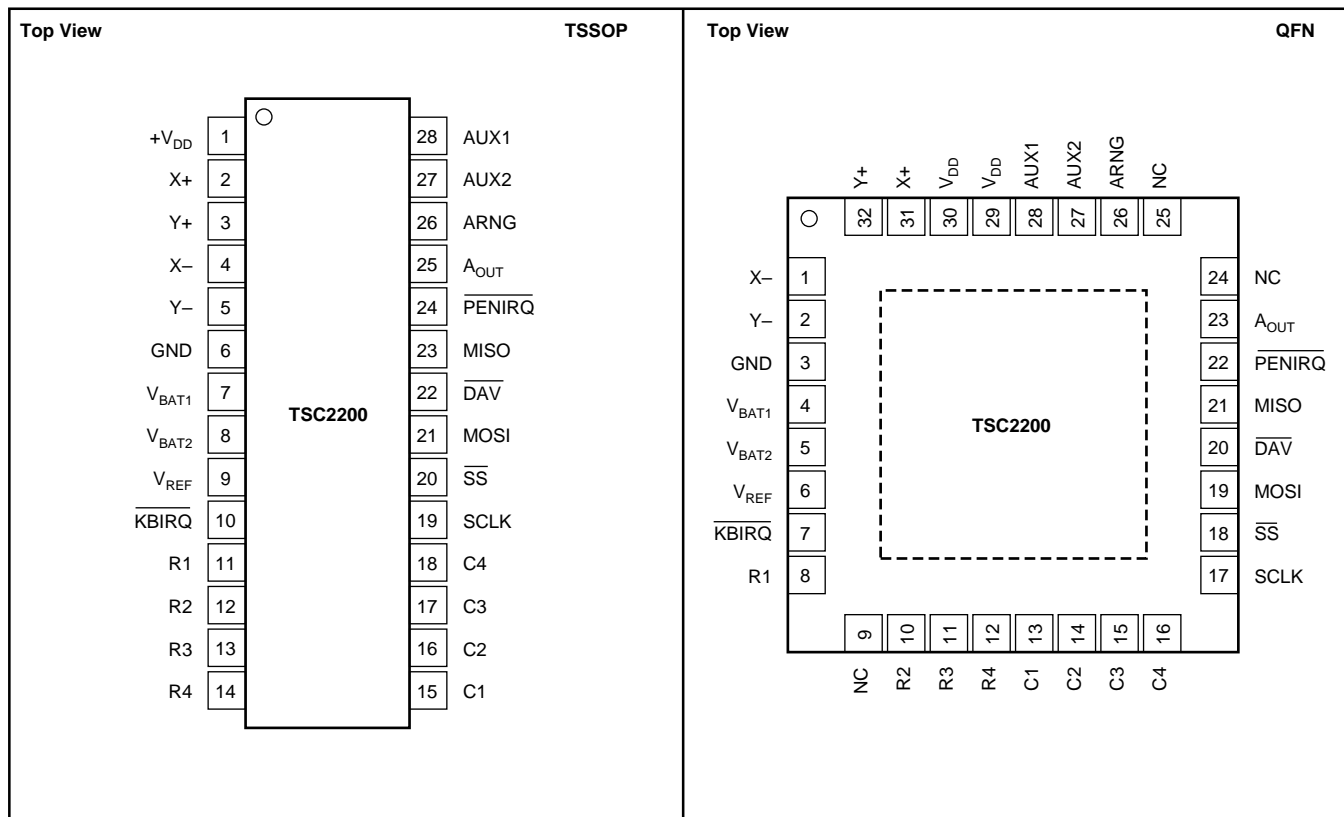 Top View TSSOP
+VDD 1 28 AUX1
X+ 2 27 AUX2
Y+ 3 26 ARNG
X– 4 25 AOUT
Y– 5 24 PENIRQ
GND 6 23 MISO
VBAT1 7 22 DAV
TSC2200
VBAT2 8 21 MOSI
VREF 9 20 SS
KBIRQ 10 19 SCLK
R1 11 18 C4
R2 12 17 C3
R3 13 16 C2
R4 14 15 C1
Top View QFN
Y+ X+ VDD VDD AUX1 AUX2 ARNG NC
32 31 30 29 28 27 26 25
X– 1 24 NC
Y– 2 23 AOUT
GND 3 22 PENIRQ
VBAT1 4 21 MISO
TSC2200
VBAT2 5 20 DAV
VREF 6 19 MOSI
KBIRQ 7 18 SS
R1 8 17 SCLK
9 10 11 12 13 14 15 16
NC R2 R3 R4 C1 C2 C3 C4